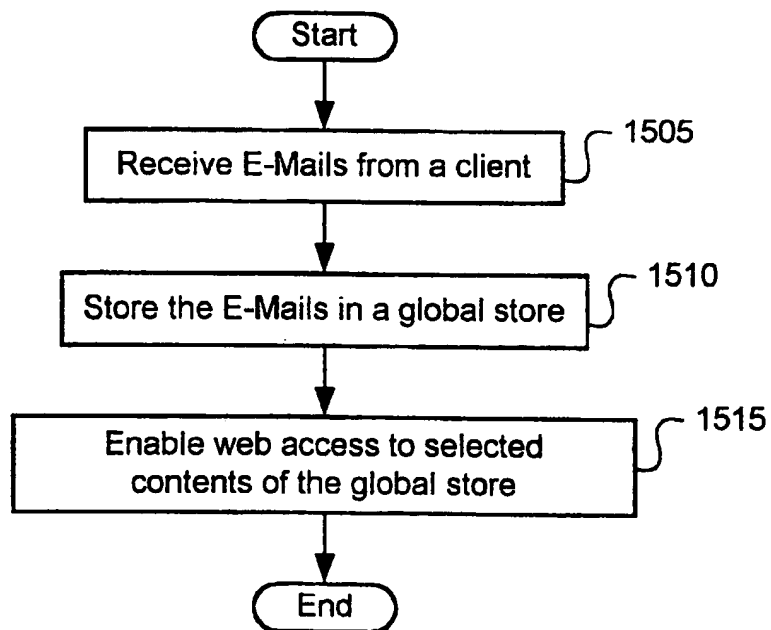 Start
Receive E-Mails from a client
1505
Store the E-Mails in a global store
1510
Enable web access to selected
contents of the global store
1515
End